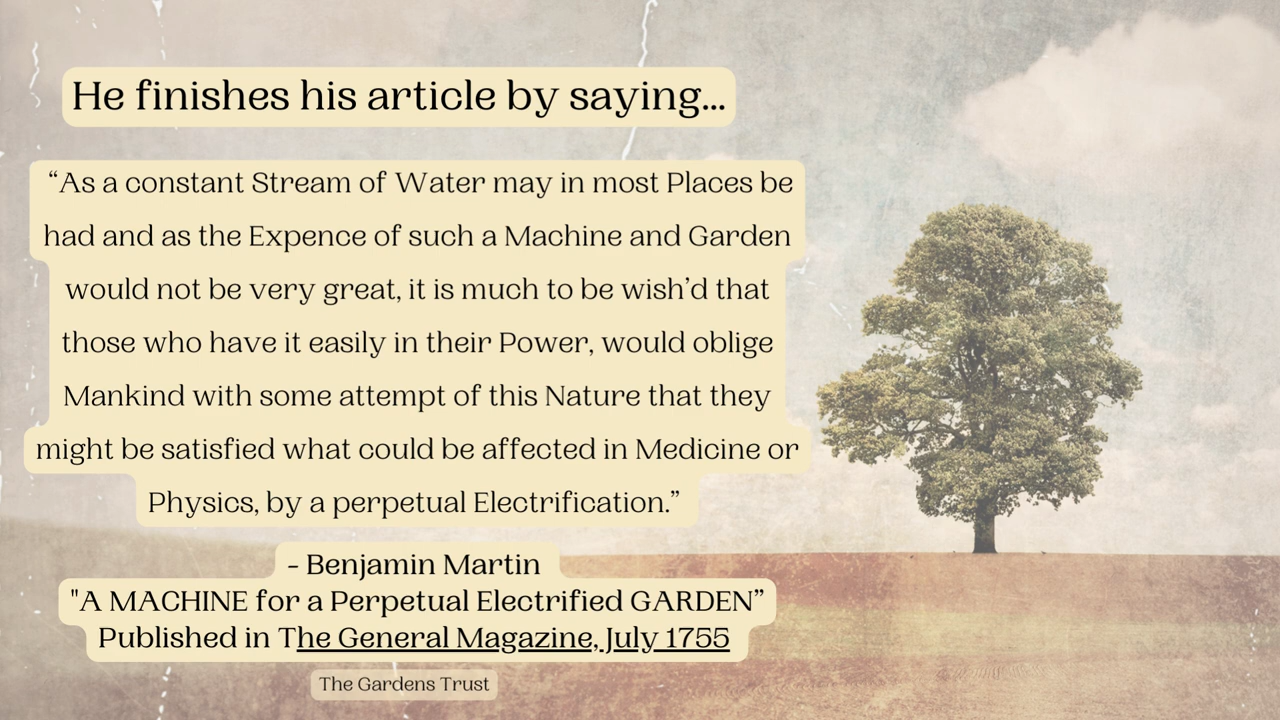 He finishes his article by saying...
“As a constant Stream of Water may in most Places be
had and as the Expence of such a Machine and Garden
would not be very great, it is much to be wish’d that
those who have it easily in their Power, would oblige
Mankind with some attempt of this Nature that they
might be satisfied what could be affected in Medicine or
Physics, by a perpetual Electrification.”
- Benjamin Martin
"A MACHINE for a Perpetual Electrified GARDEN”
Published in The General Magazine, July 1755
The Gardens Trust